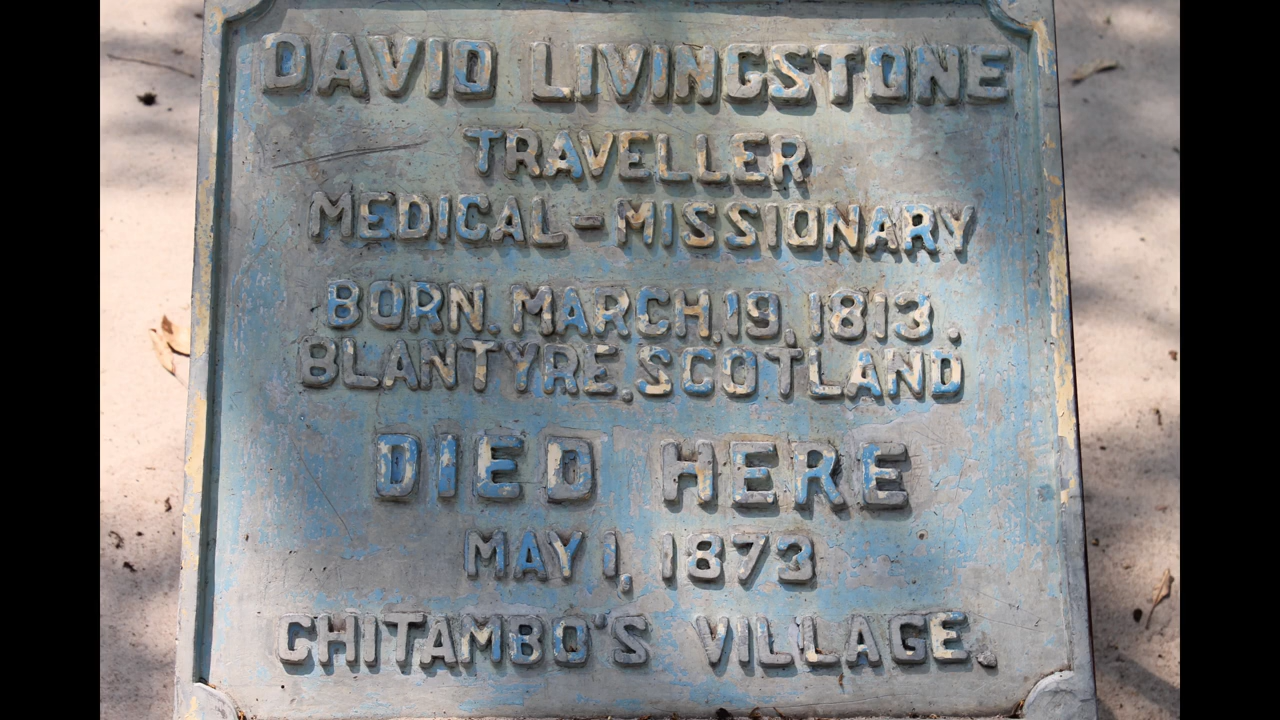 DAVID LIVINGSTONE
TRAVELLER
MEDICAL-MISSIONARY
BORN. MARCH.19.1813.
BLANTYRE.SCOTLAND
DIED HERE
MAY 1, 1873
CHITAMBO'S VILLAGE.